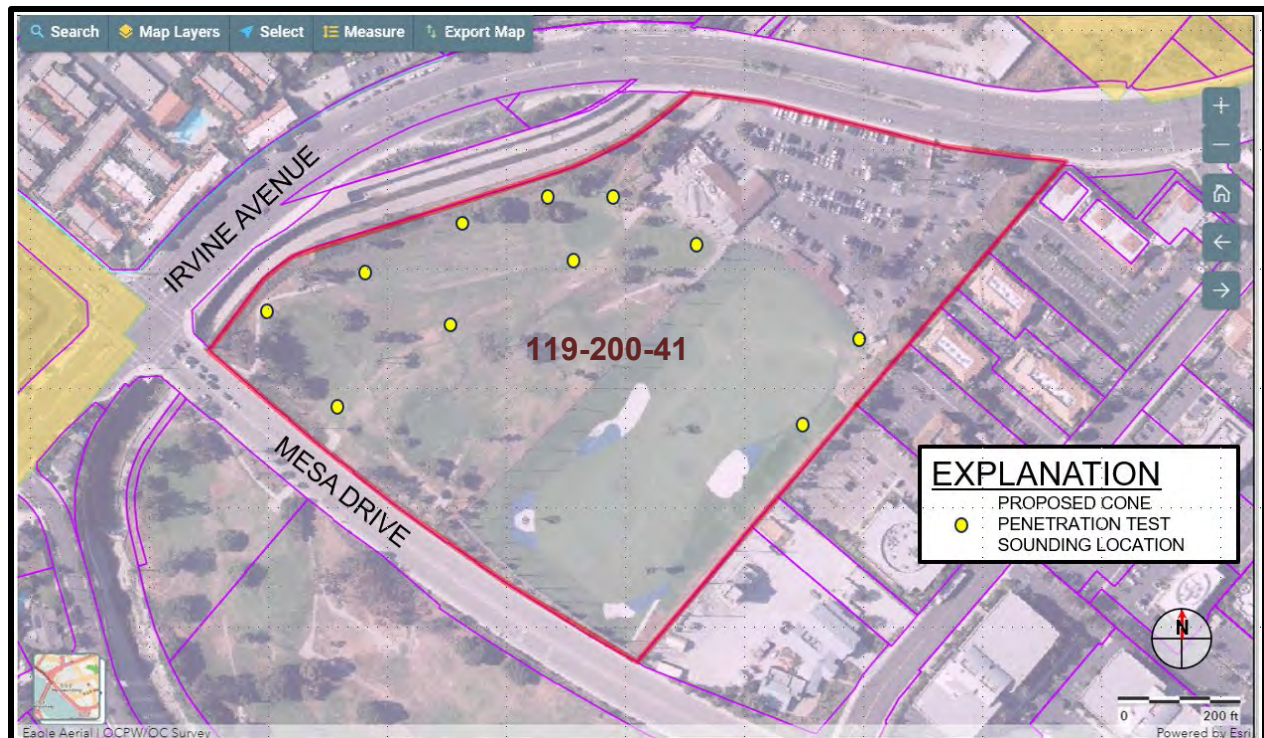 Search
Map Layers
Select
Measure
Export Map
IRVINE AVENUE
119-200-41
MESA DRIVE
EXPLANATION
PROPOSED CONE
PENETRATION TEST
SOUNDING LOCATION
N
0 200 ft
Eagle Aerial | OCPW/OC Survey
Powered by Esri